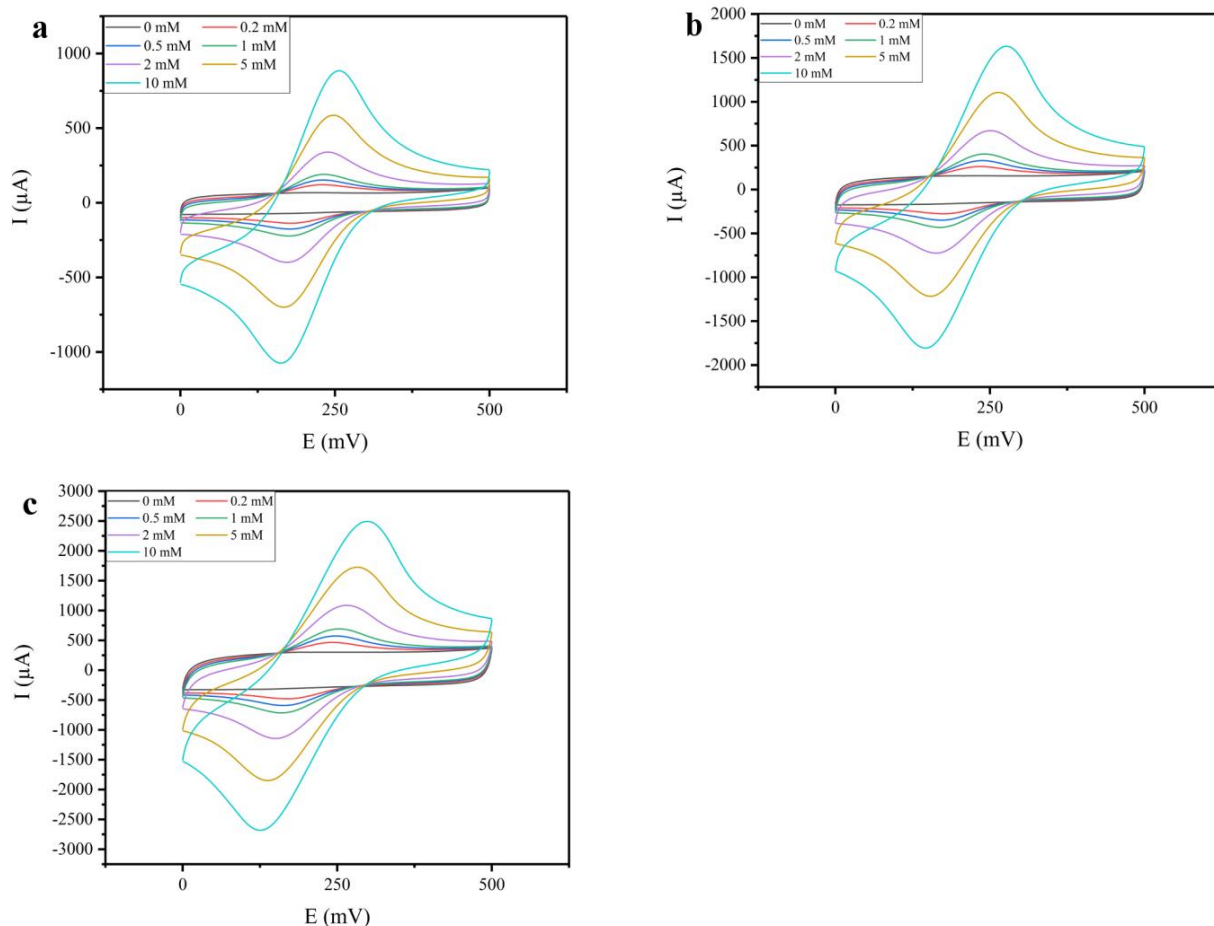 a
0 mM 0.2 mM
0.5 mM 1 mM
2 mM 5 mM
10 mM
1000
500
0
-500
-1000
I (µA)
0 250 500
E (mV)
b
0 mM 0.2 mM
0.5 mM 1 mM
2 mM 5 mM
10 mM
2000
1500
1000
500
0
-500
-1000
-1500
-2000
I (µA)
0 250 500
E (mV)
c
0 mM 0.2 mM
0.5 mM 1 mM
2 mM 5 mM
10 mM
3000
2500
2000
1500
1000
500
0
-500
-1000
-1500
-2000
-2500
-3000
I (µA)
0 250 500
E (mV)